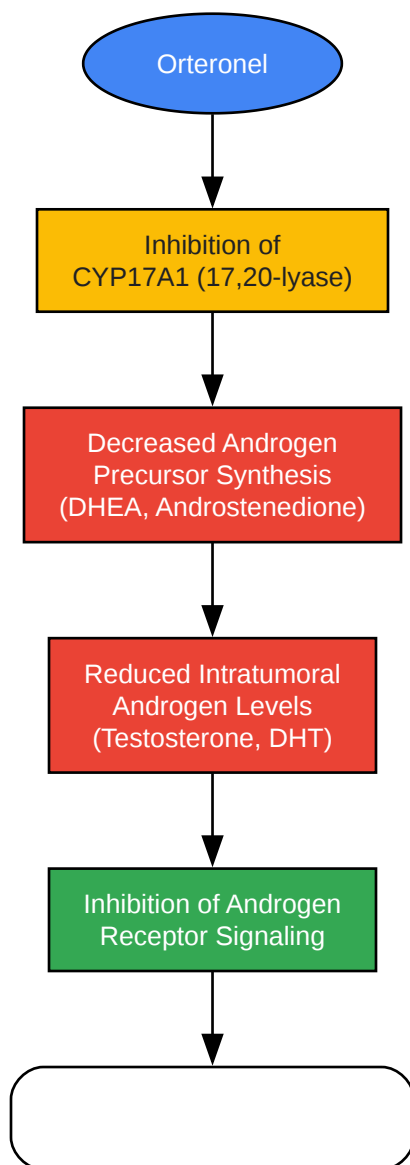 Orteronel
Inhibition of
CYP17A1 (17,20-lyase)
Decreased Androgen
Precursor Synthesis
(DHEA, Androstenedione)
Reduced Intratumoral
Androgen Levels
(Testosterone, DHT)
Inhibition of Androgen
Receptor Signaling